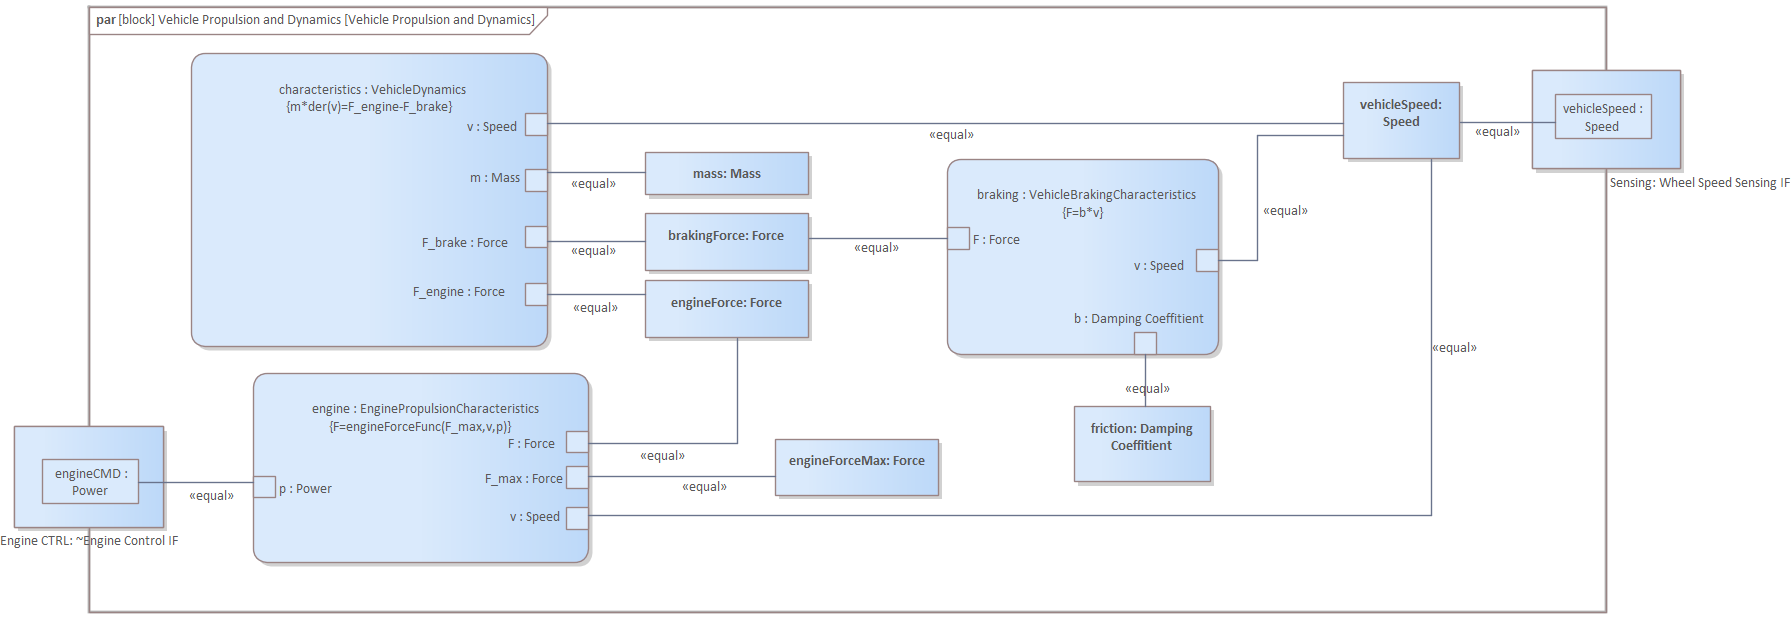 par [block] Vehicle Propulsion and Dynamics [Vehicle Propulsion and Dynamics]
characteristics : VehicleDynamics
{m*der(v)=F_engine-F_brake}
v : Speed
m : Mass
F_brake : Force
F_engine : Force
«equal»
«equal»
«equal»
«equal»
mass: Mass
brakingForce: Force
engineForce: Force
«equal»
braking : VehicleBrakingCharacteristics
{F=b*v}
F : Force
v : Speed
b : Damping Coeffitient
«equal»
friction: Damping
Coeffitient
«equal»
vehicleSpeed:
Speed
«equal»
vehicleSpeed :
Speed
Sensing: Wheel Speed Sensing IF
«equal»
engine : EnginePropulsionCharacteristics
{F=engineForceFunc(F_max,v,p)}
F : Force
F_max : Force
v : Speed
p : Power
«equal»
«equal»
engineForceMax: Force
engineCMD :
Power
«equal»
Engine CTRL: ~Engine Control IF